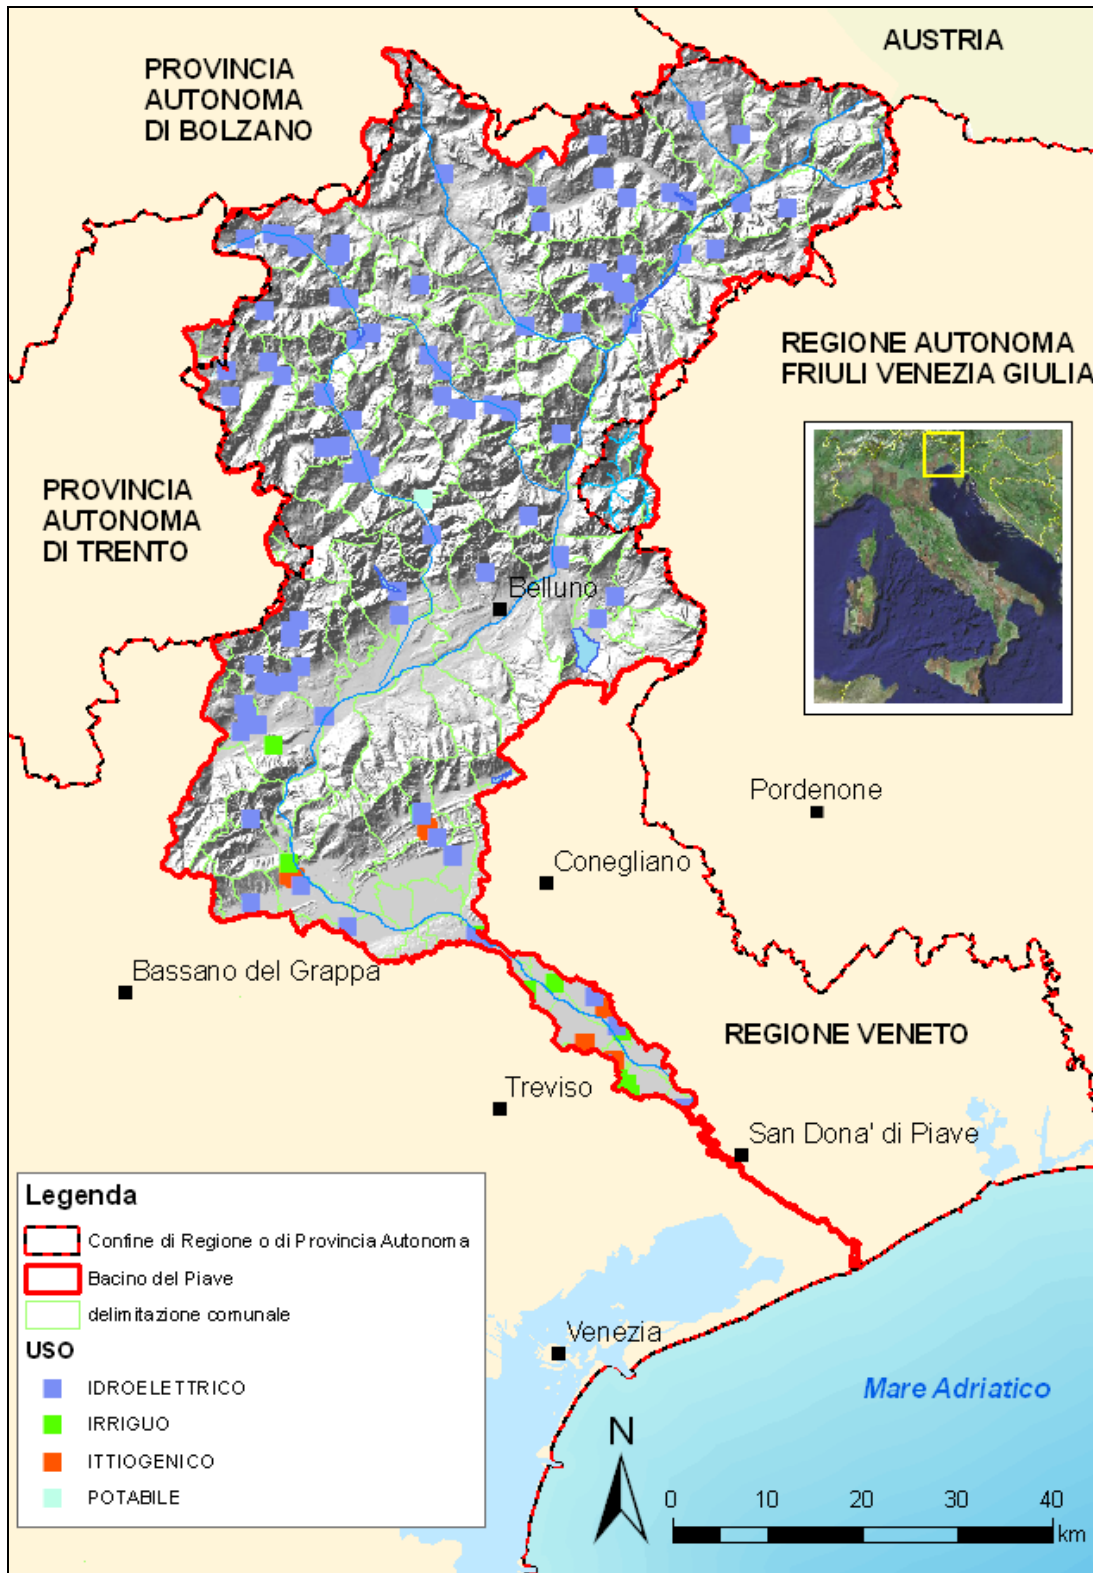 AUSTRIA
PROVINCIA
AUTONOMA
DI BOLZANO
REGIONE AUTONOMA
FRIULI VENEZIA GIULIA
PROVINCIA
AUTONOMA
DI TRENTO
Belluno
Pordenone
Conegliano
Bassano del Grappa
REGIONE VENETO
Treviso
San Dona' di Piave
Legenda
Confine di Regione o di Provincia Autonoma
Bacino del Piave
delimitazione comunale
USO
IDROELETTRICO
IRRIGUO
ITTIOGENICO
POTABILE
Venezia
Mare Adriatico
N
0 10 20 30 40
km